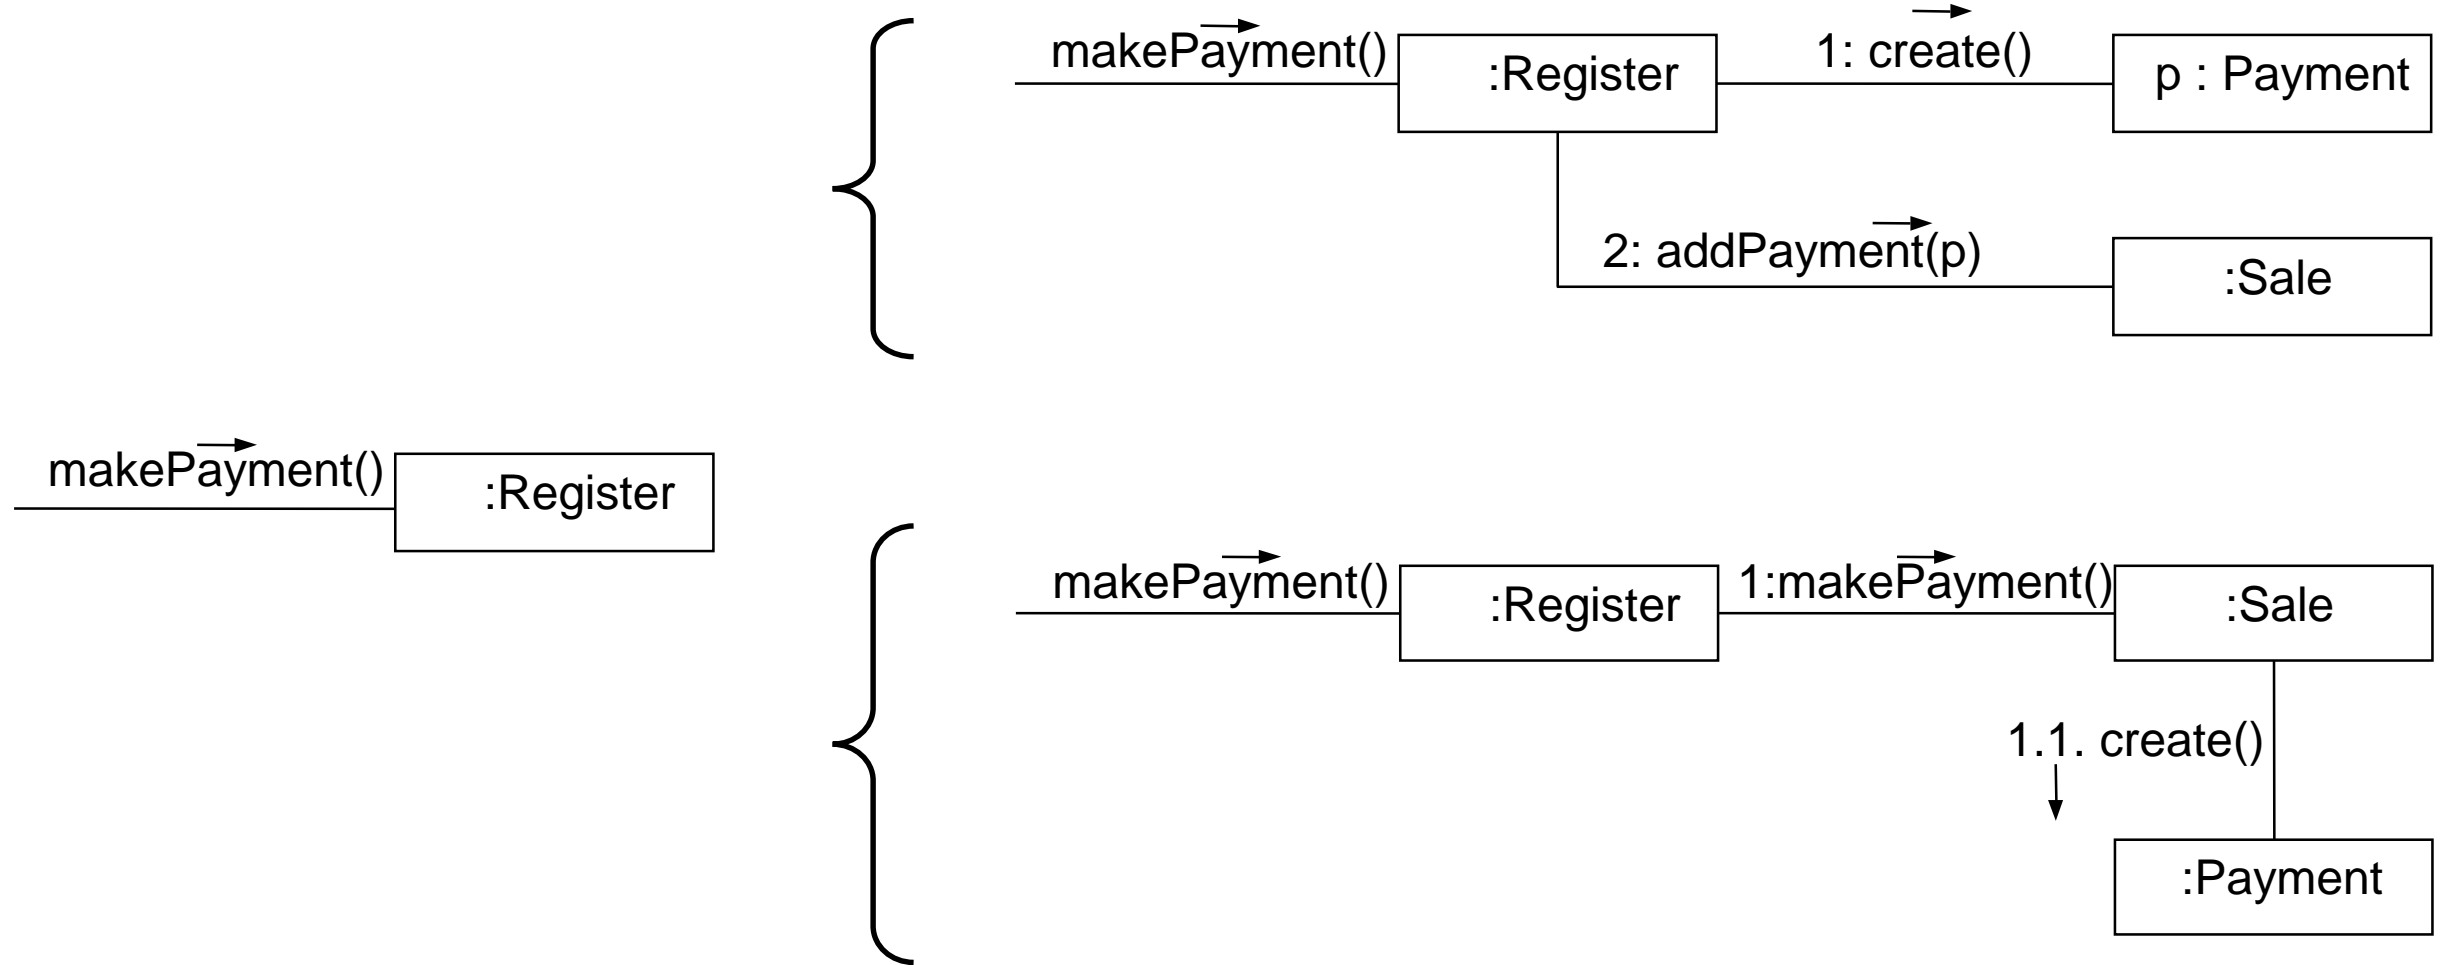 makePayment()
:Register
1: create()
p : Payment
2: addPayment(p)
:Sale
makePayment()
:Register
makePayment()
:Register
1:makePayment()
:Sale
1.1. create()
:Payment